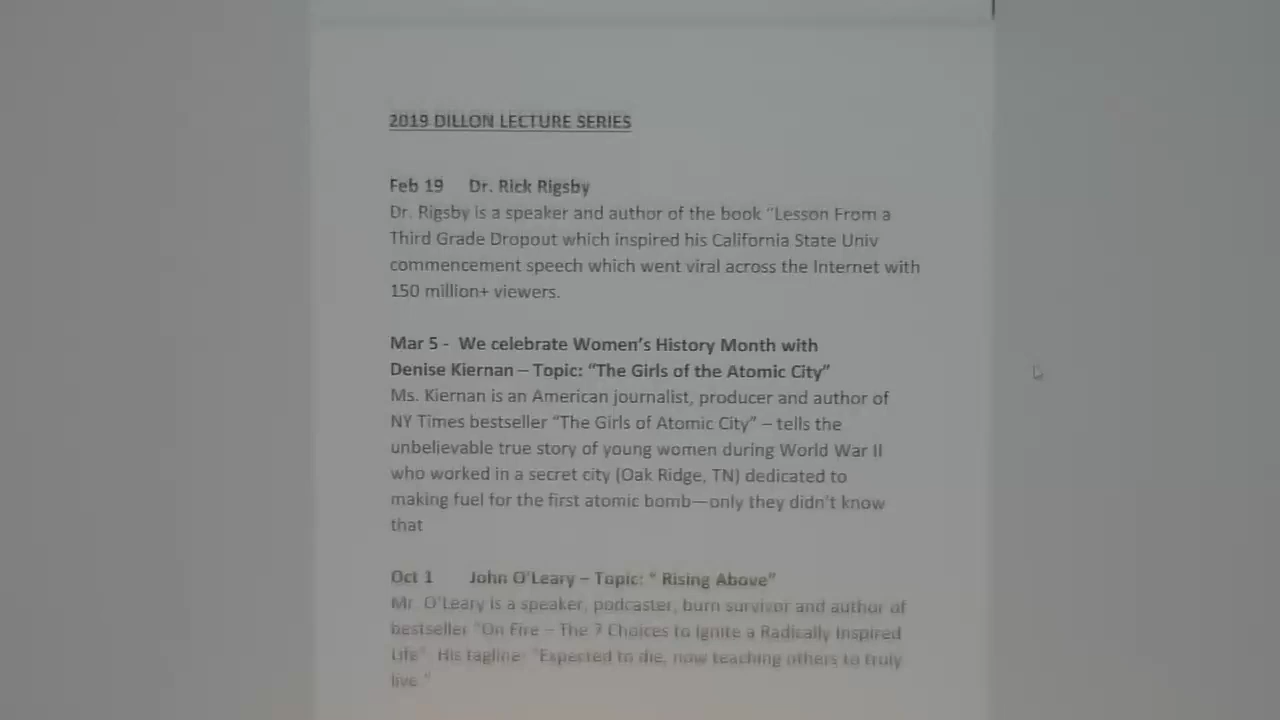 2019 DILLON LECTURE SERIES
Feb 19 Dr. Rick Rigsby
Dr. Rigsby is a speaker and author of the book "Lesson From a
Third Grade Dropout which inspired his California State Univ
commencement speech which went viral across the Internet with
150 million+ viewers.
Mar 5 - We celebrate Women's History Month with
Denise Kiernan – Topic: "The Girls of the Atomic City"
Ms. Kiernan is an American journalist, producer and author of
NY Times bestseller "The Girls of Atomic City" – tells the
unbelievable true story of young women during World War II
who worked in a secret city (Oak Ridge, TN) dedicated to
making fuel for the first atomic bomb—only they didn't know
that
Oct 1 John O'Leary – Topic: " Rising Above"
Mr. O'Leary is a speaker, podcaster, burn survivor and author of
bestseller "On Fire – The 7 Choices to Ignite a Radically Inspired
Life" His tagline: "Expected to die, now teaching others to truly
live."